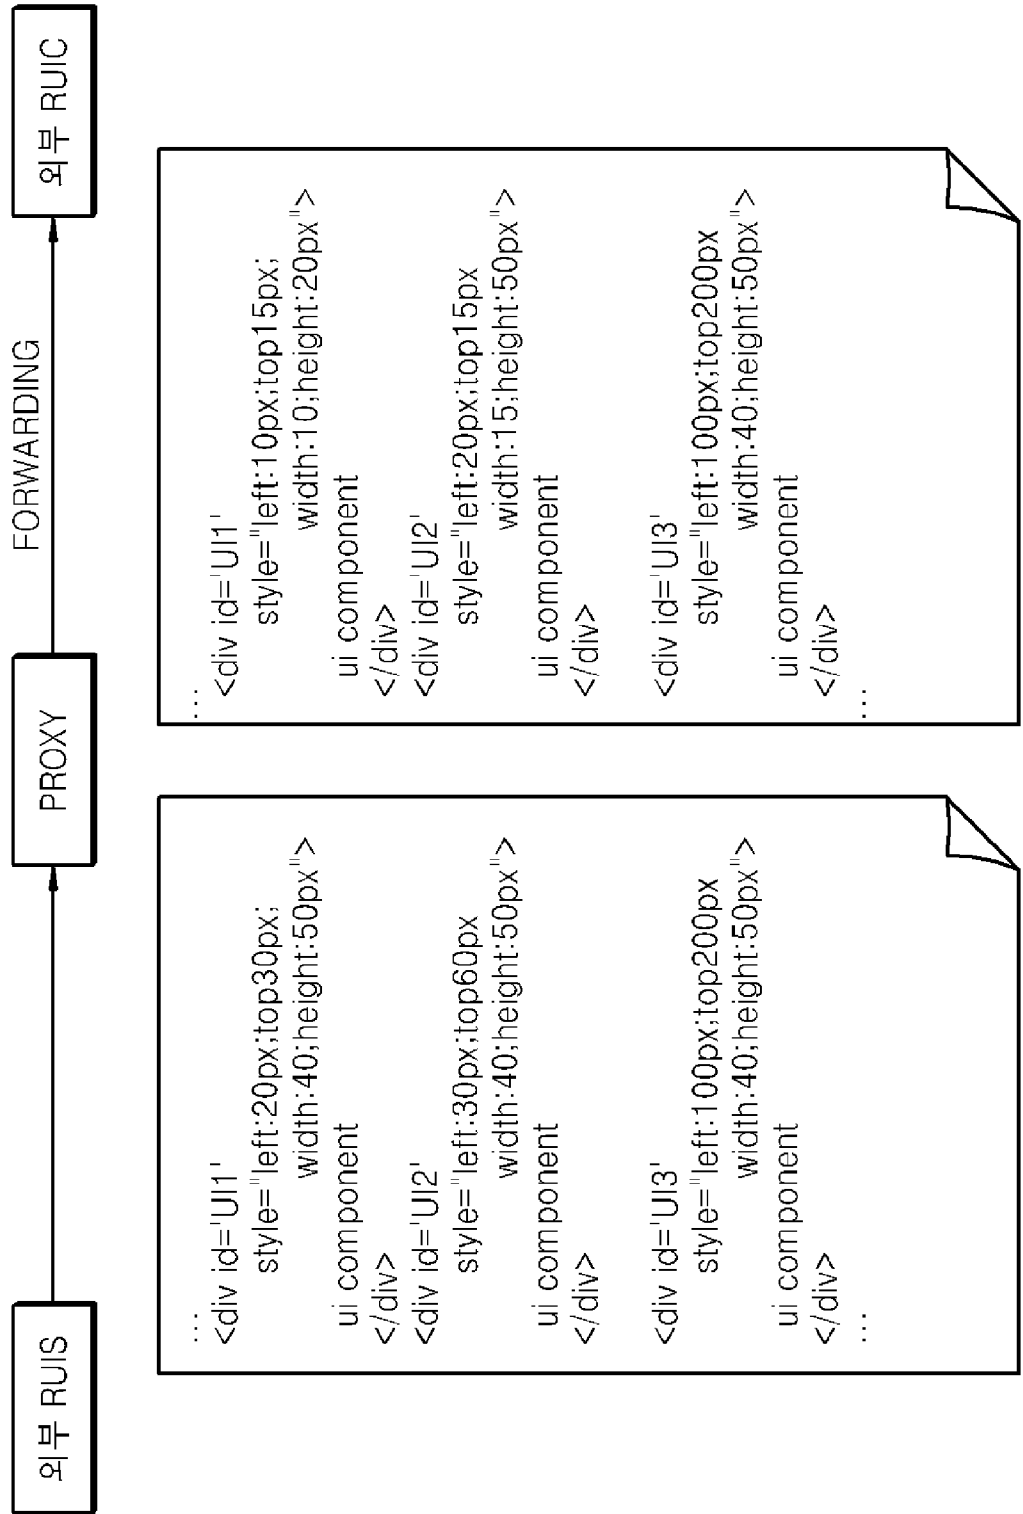 외부 RUIS
PROXY
FORWARDING
외부 RUIC
...
<div id='UI1'
style="left:20px;top30px;
width:40;height:50px">
ui component
</div>
<div id='UI2'
style="left:30px;top60px
width:40;height:50px">
ui component
</div>
<div id='UI3'
style="left:100px;top200px
width:40;height:50px">
ui component
</div>
...
...
<div id='UI1'
style="left:10px;top15px;
width:10;height:20px">
ui component
</div>
<div id='UI2'
style="left:20px;top15px
width:15;height:50px">
ui component
</div>
<div id='UI3'
style="left:100px;top200px
width:40;height:50px">
ui component
</div>
...